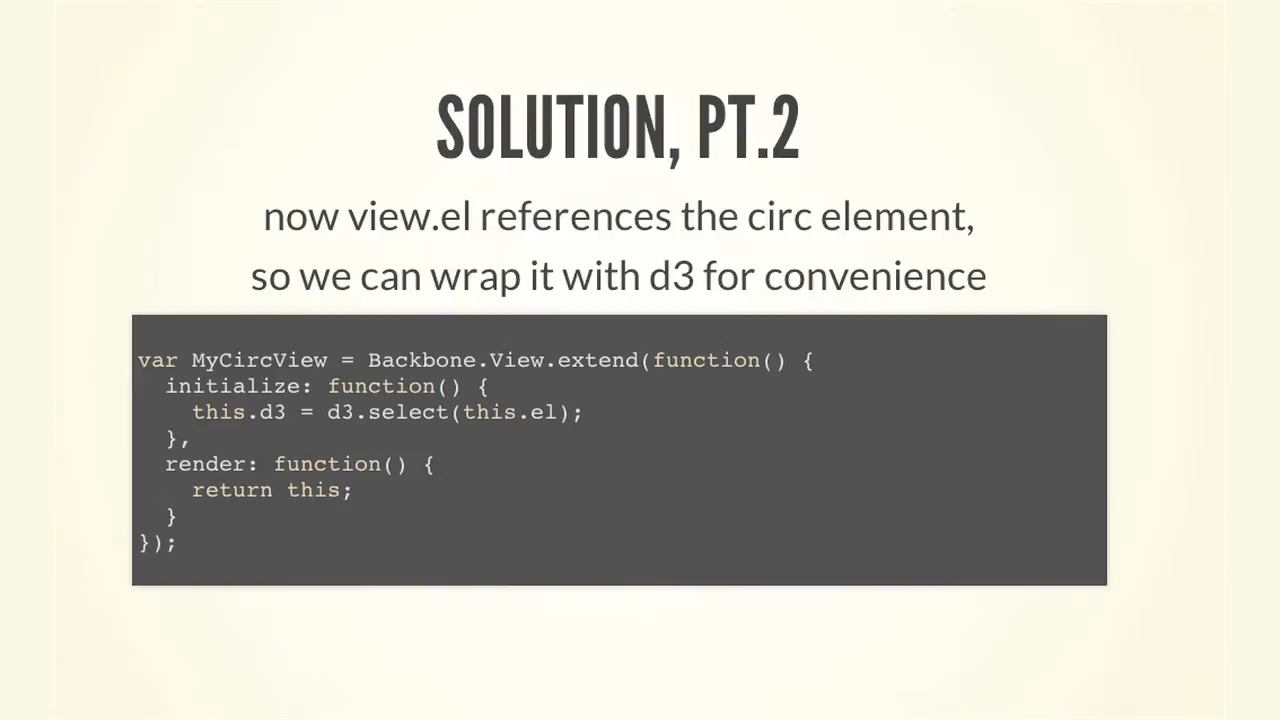 SOLUTION, PT.2
now view.el references the circ element,
so we can wrap it with d3 for convenience
var MyCircView = Backbone.View.extend(function() {
  initialize: function() {
    this.d3 = d3.select(this.el);
  },
  render: function() {
    return this;
  }
});